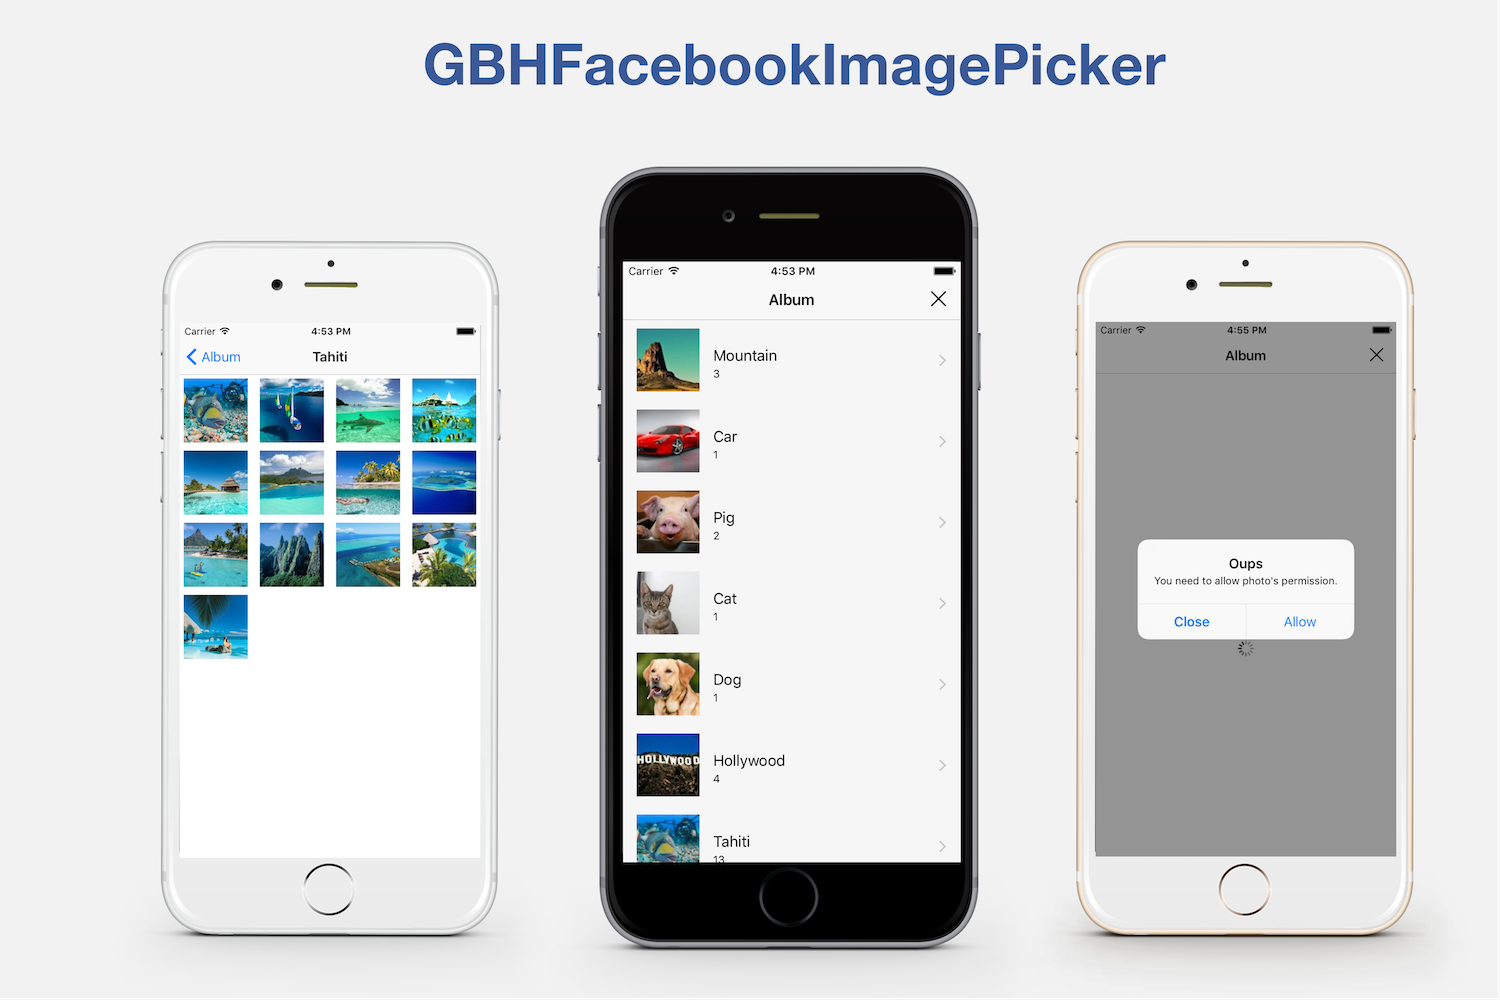 GBHFacebookImagePicker
Carrier 4:53 PM
Album Tahiti
Carrier 4:53 PM
Album
Mountain
3
Car
1
Pig
2
Cat
1
Dog
1
HOLLYWOOD
Hollywood
4
Tahiti
13
Carrier 4:55 PM
Album
Oups
You need to allow photo's permission.
Close Allow